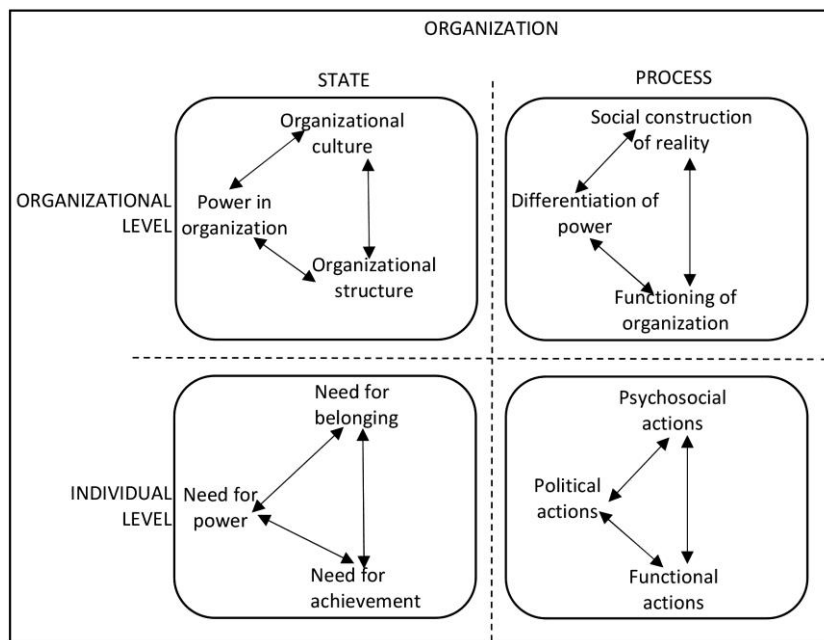 ORGANIZATION
STATE
PROCESS
ORGANIZATIONAL
LEVEL
Organizational
culture
Power in
organization
Organizational
structure
Social construction
of reality
Differentiation of
power
Functioning of
organization
INDIVIDUAL
LEVEL
Need for
belonging
Need for
power
Need for
achievement
Psychosocial
actions
Political
actions
Functional
actions